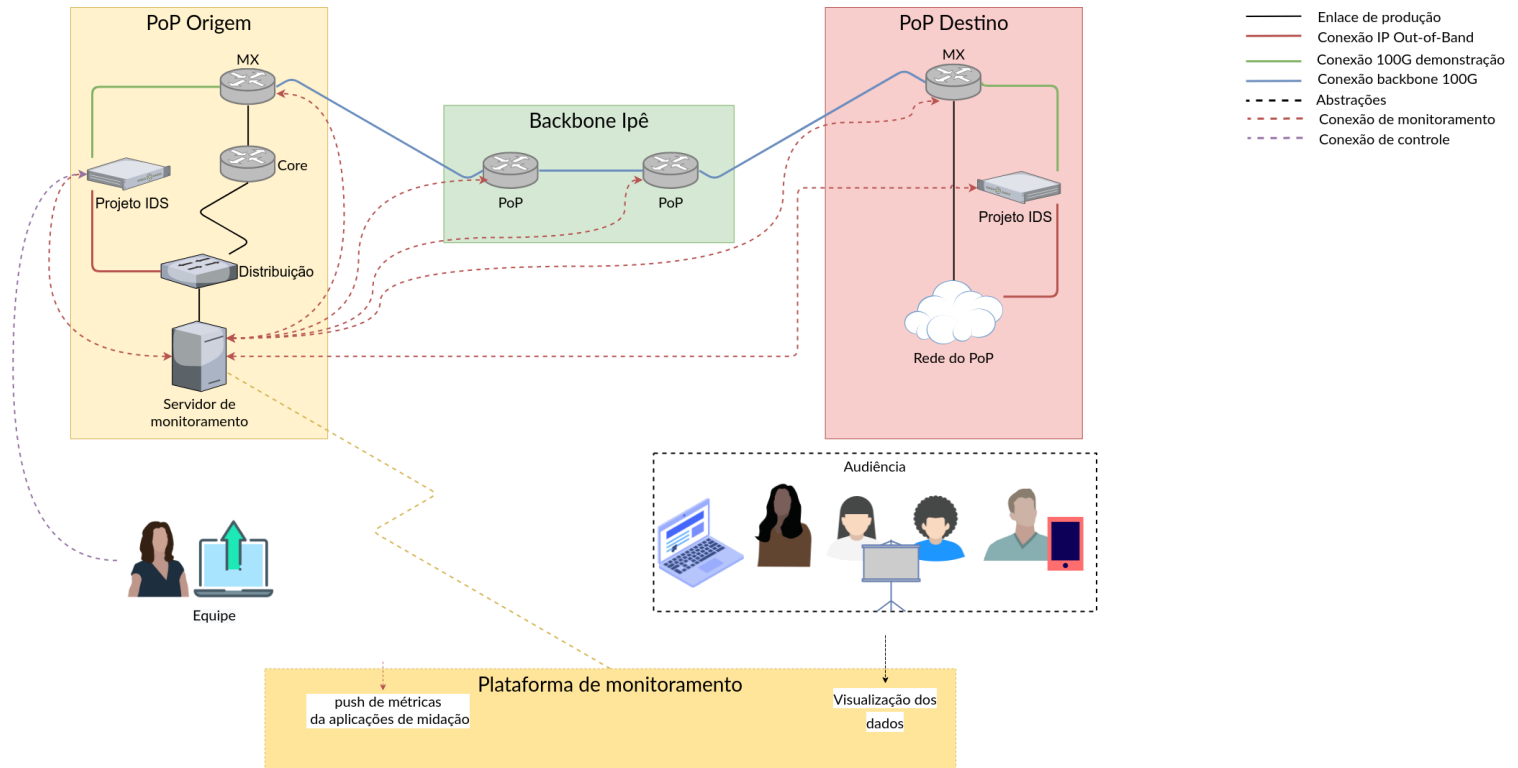 PoP Origem
MX
Core
Projeto IDS
Distribuição
Servidor de
monitoramento
Backbone Ipê
PoP
PoP
PoP Destino
MX
Projeto IDS
Rede do PoP
Enlace de produção
Conexão IP Out-of-Band
Conexão 100G demonstração
Conexão backbone 100G
Abstrações
Conexão de monitoramento
Conexão de controle
Equipe
Audiência
Plataforma de monitoramento
push de métricas
da aplicações de midação
Visualização dos
dados